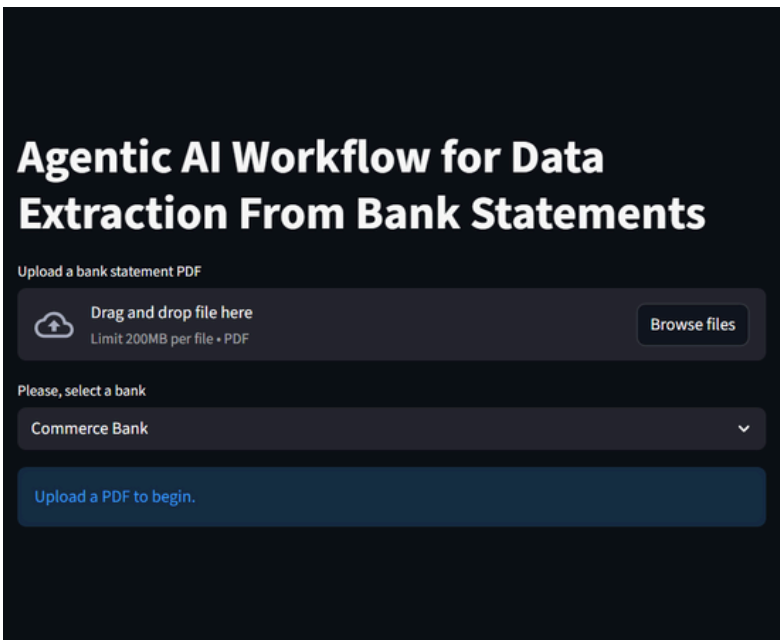 Agentic AI Workflow for Data
Extraction From Bank Statements
Upload a bank statement PDF
Drag and drop file here
Limit 200MB per file • PDF
Browse files
Please, select a bank
Commerce Bank
Upload a PDF to begin.